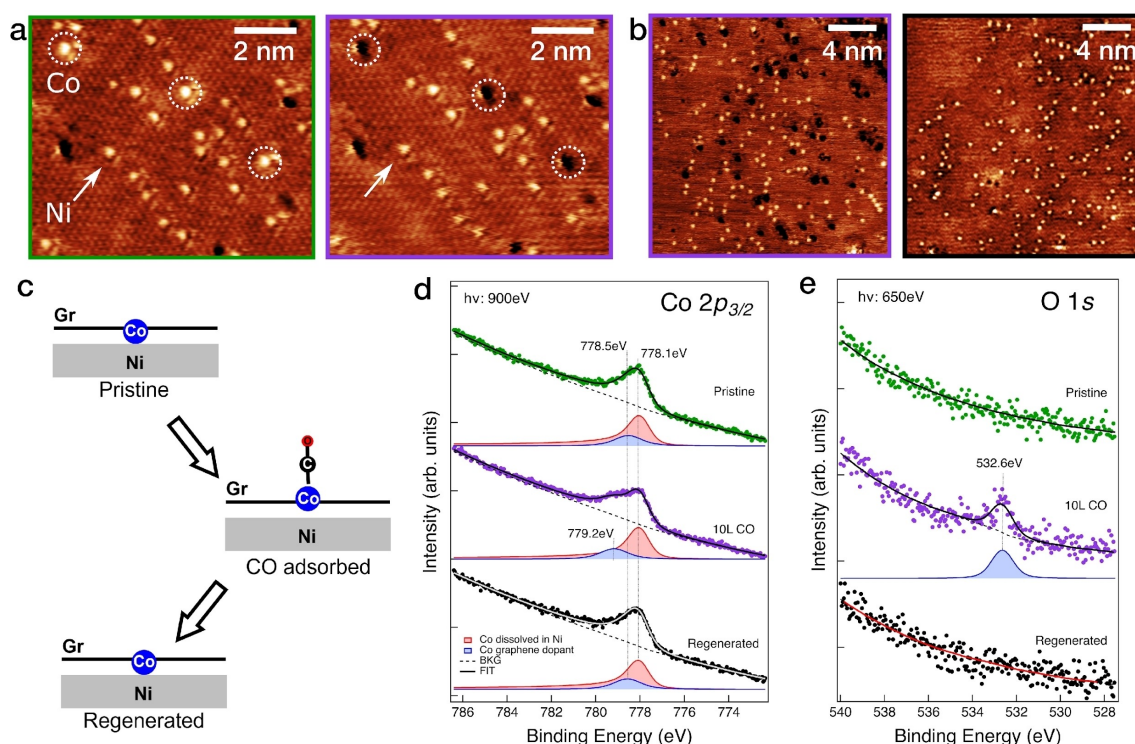 a
2 nm
Co
Ni
2 nm
b
4 nm
4 nm
c
Gr
Co
Ni
Pristine
O
C
Gr
Co
Ni
CO adsorbed
Gr
Co
Ni
Regenerated
d
hv: 900eV
Co 2p3/2
778.5eV
778.1eV
Pristine
10L CO
779.2eV
Regenerated
Co dissolved in Ni
Co graphene dopant
BKG
FIT
Intensity (arb. units)
786 784 782 780 778 776 774
Binding Energy (eV)
e
hv: 650eV
O 1s
Pristine
532.6eV
10L CO
Regenerated
Intensity (arb. units)
540 538 536 534 532 530 528
Binding Energy (eV)